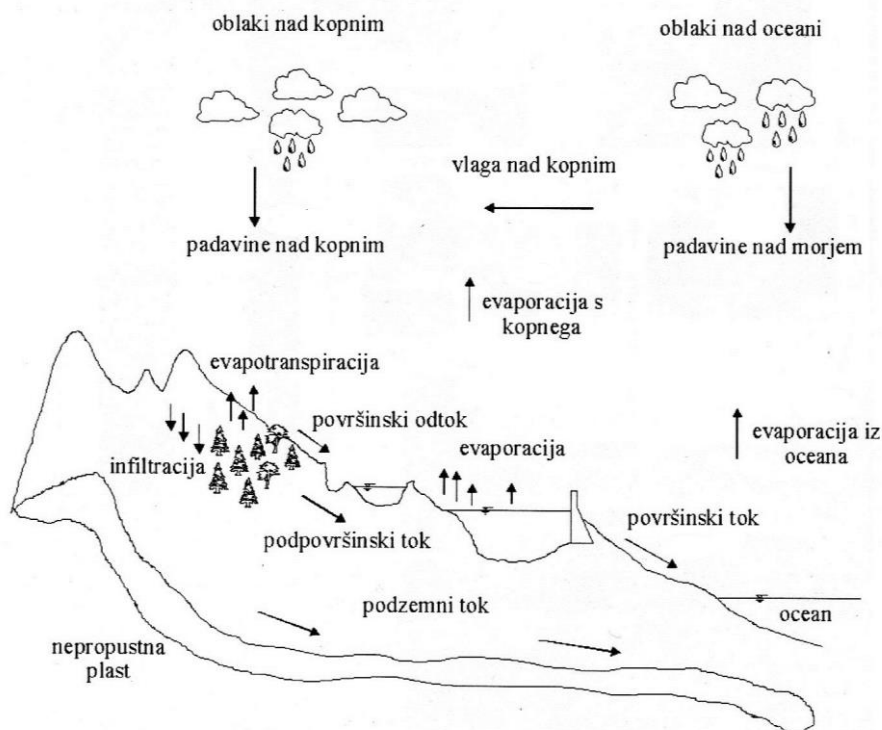 oblaki nad kopnim
oblaki nad oceani
vlaga nad kopnim
padavine nad kopnim
padavine nad morjem
evaporacija s
kopnega
evapotranspiracija
površinski odtok
evaporacija
evaporacija iz
oceana
infiltracija
podpovršinski tok
površinski tok
podzemni tok
ocean
nepropustna
plast